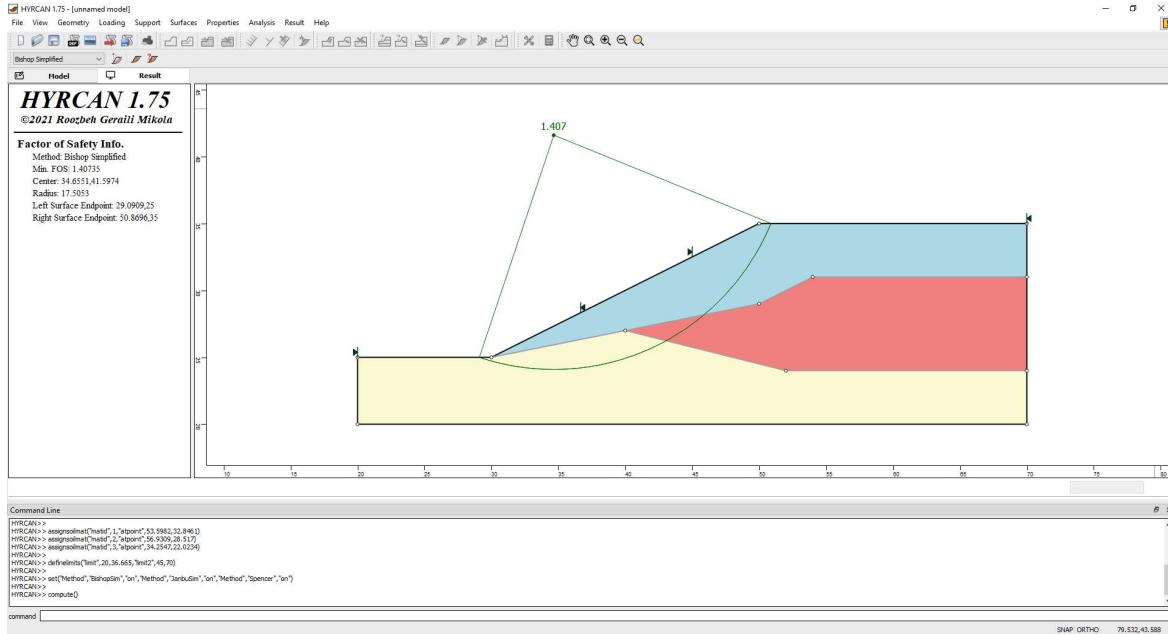 HYRCAN 1.75 - [unnamed model]
File View Geometry Loading Support Surfaces Properties Analysis Result Help
Bishop Simplified
Model Result
HYRCAN 1.75
©2021 Roozbeh Geraili Mikola
Factor of Safety Info.
Method: Bishop Simplified
Min. FOS: 1.40735
Center: 34.6551,41.5974
Radius: 17.5053
Left Surface Endpoint: 29.0909,25
Right Surface Endpoint: 50.8696,35
1.407
45
40
35
30
25
20
10 15 20 25 30 35 40 45 50 55 60 65 70 75 80
Command Line
HYRCAN>>
HYRCAN>> assignsoilmat("matid",1,"atpoint",53.5982,32.8461)
HYRCAN>> assignsoilmat("matid",2,"atpoint",56.9309,28.517)
HYRCAN>> assignsoilmat("matid",3,"atpoint",34.2547,22.0234)
HYRCAN>>
HYRCAN>> definelimits("limit",20,36.665,"limit2",45,70)
HYRCAN>>
HYRCAN>> set("Method","BishopSim","on","Method","JanbuSim","on","Method","Spencer","on")
HYRCAN>>
HYRCAN>> compute()
command
SNAP ORTHO 79.532,43.588